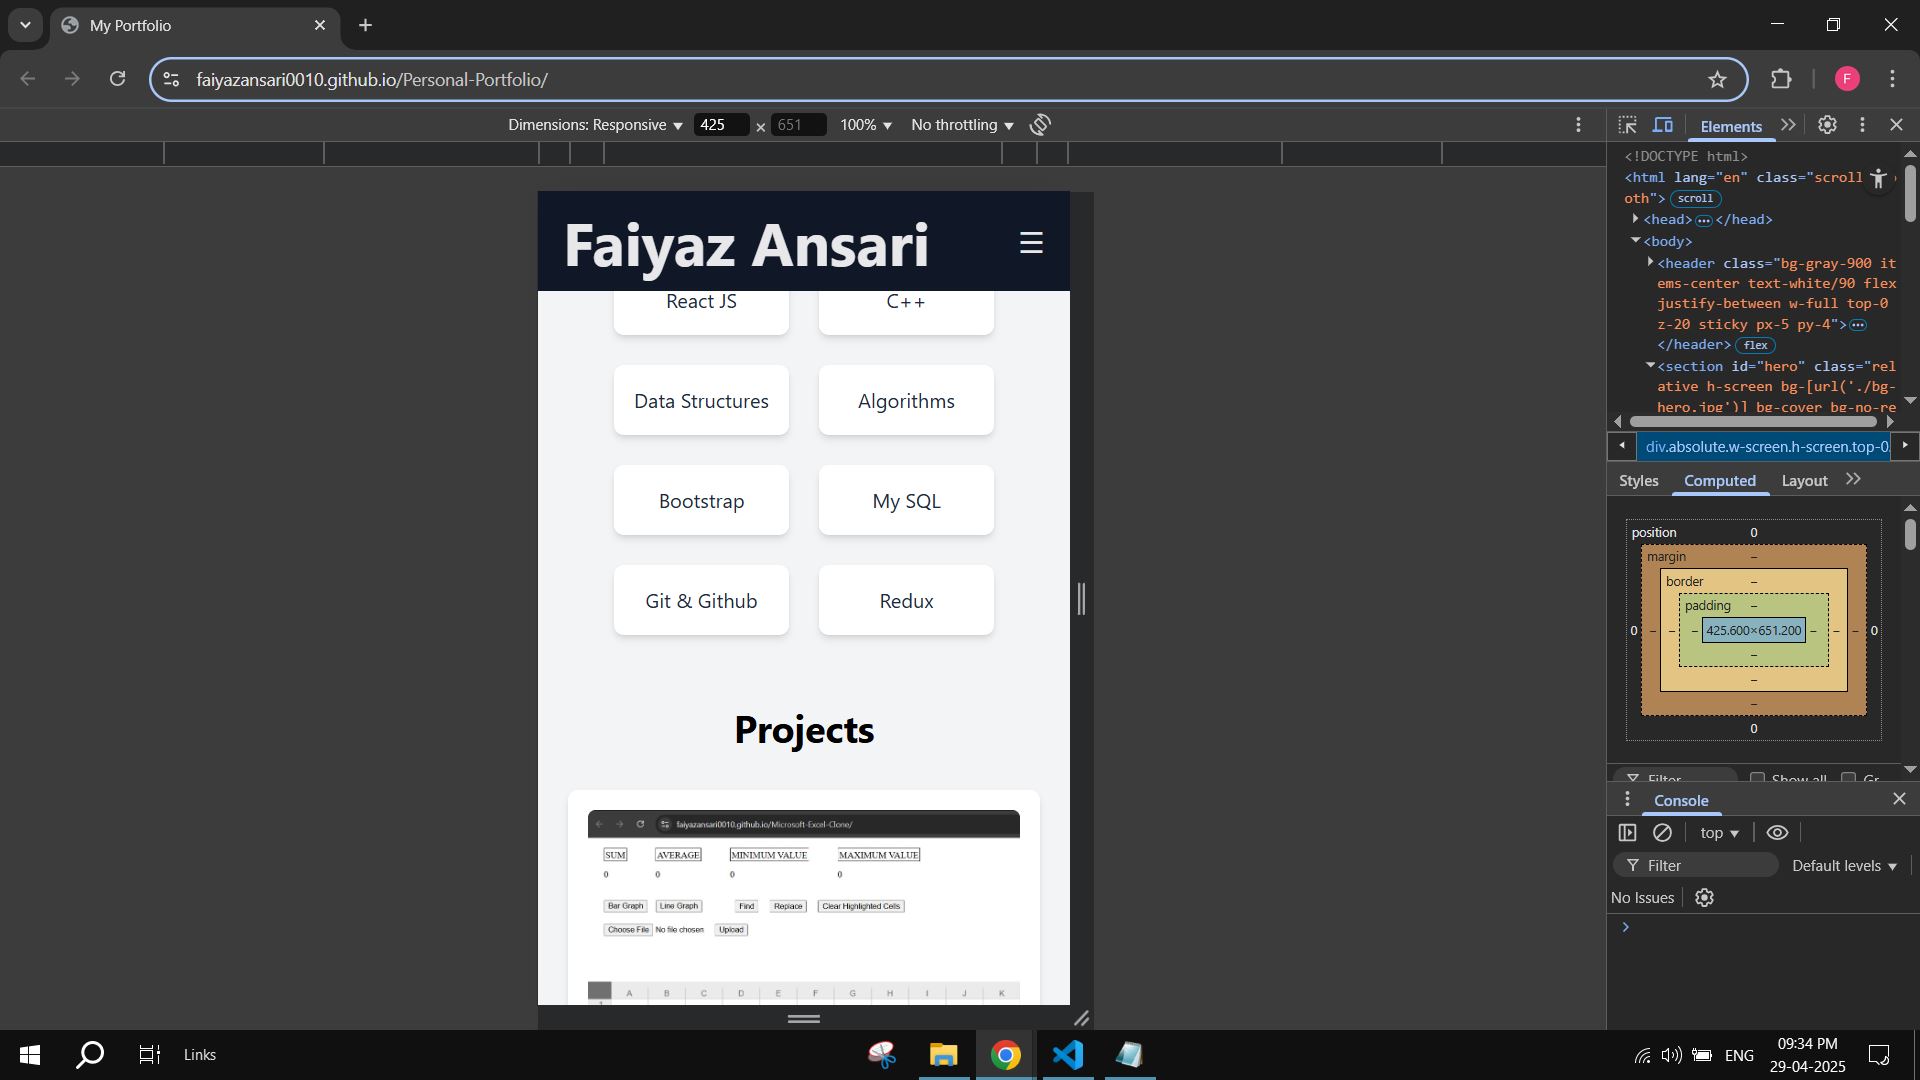 My Portfolio
faiyazansari0010.github.io/Personal-Portfolio/
F
Dimensions: Responsive 425 × 651 100% No throttling
Elements
<!DOCTYPE html>
<html lang="en" class="scroll
oth"> scroll
<head> </head>
<body>
<header class="bg-gray-900 it
ems-center text-white/90 flex
justify-between w-full top-0
z-20 sticky px-5 py-4">
</header> flex
<section id="hero" class="rel
ative h-screen bg-[url('./bg-
hero.jpg')] bg-cover bg-no-re
div.absolute.w-screen.h-screen.top-0.
Styles Computed Layout
position 0
margin –
border –
padding –
0 – – – 425.600×651.200 – – – 0
–
–
–
0
Filter Show all Gr
Console
top
Filter Default levels
No Issues
Faiyaz Ansari
React JS C++
Data Structures Algorithms
Bootstrap My SQL
Git & Github Redux
Projects
faiyazansari0010.github.io/Microsoft-Excel-Clone/
SUM AVERAGE MINIMUM VALUE MAXIMUM VALUE
0 0 0 0
Bar Graph Line Graph Find Replace Clear Highlighted Cells
Choose File No file chosen Upload
A B C D E F G H I J K
Links
ENG
09:34 PM
29-04-2025